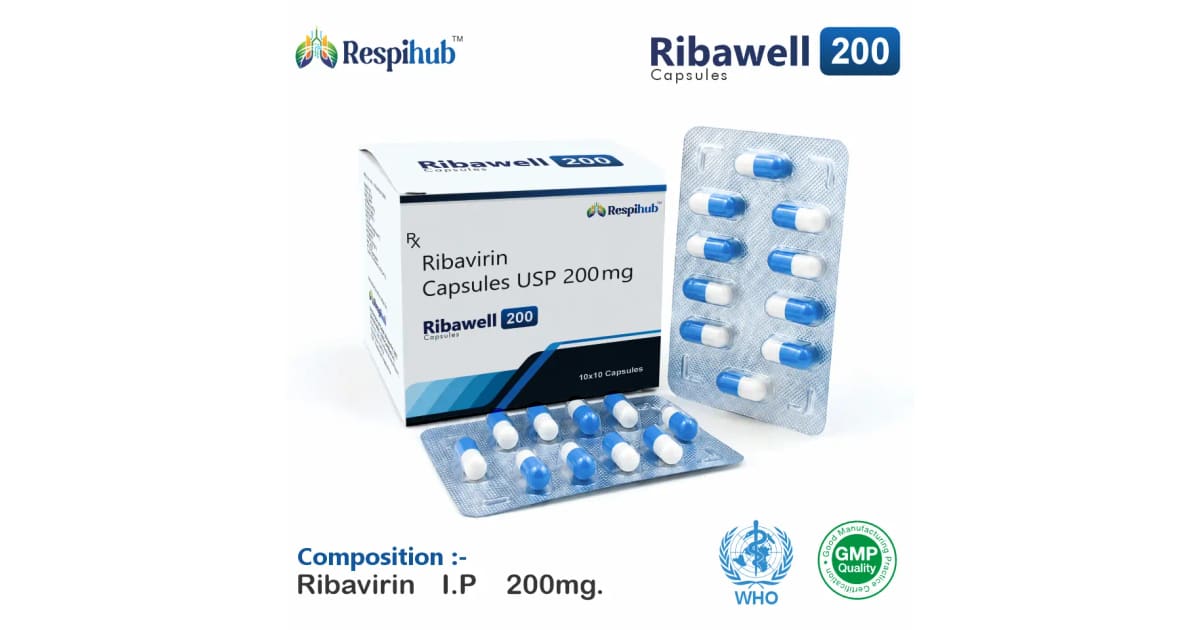 Respihub™
Ribawell 200
Capsules
Ribawell 200
Capsules
Respihub™
Rx
Ribavirin
Capsules USP 200mg
Ribawell 200
Capsules
10x10 Capsules
Composition :-
Ribavirin I.P 200mg.
WHO
Good Manufacturing Practice Certification
GMP
Quality